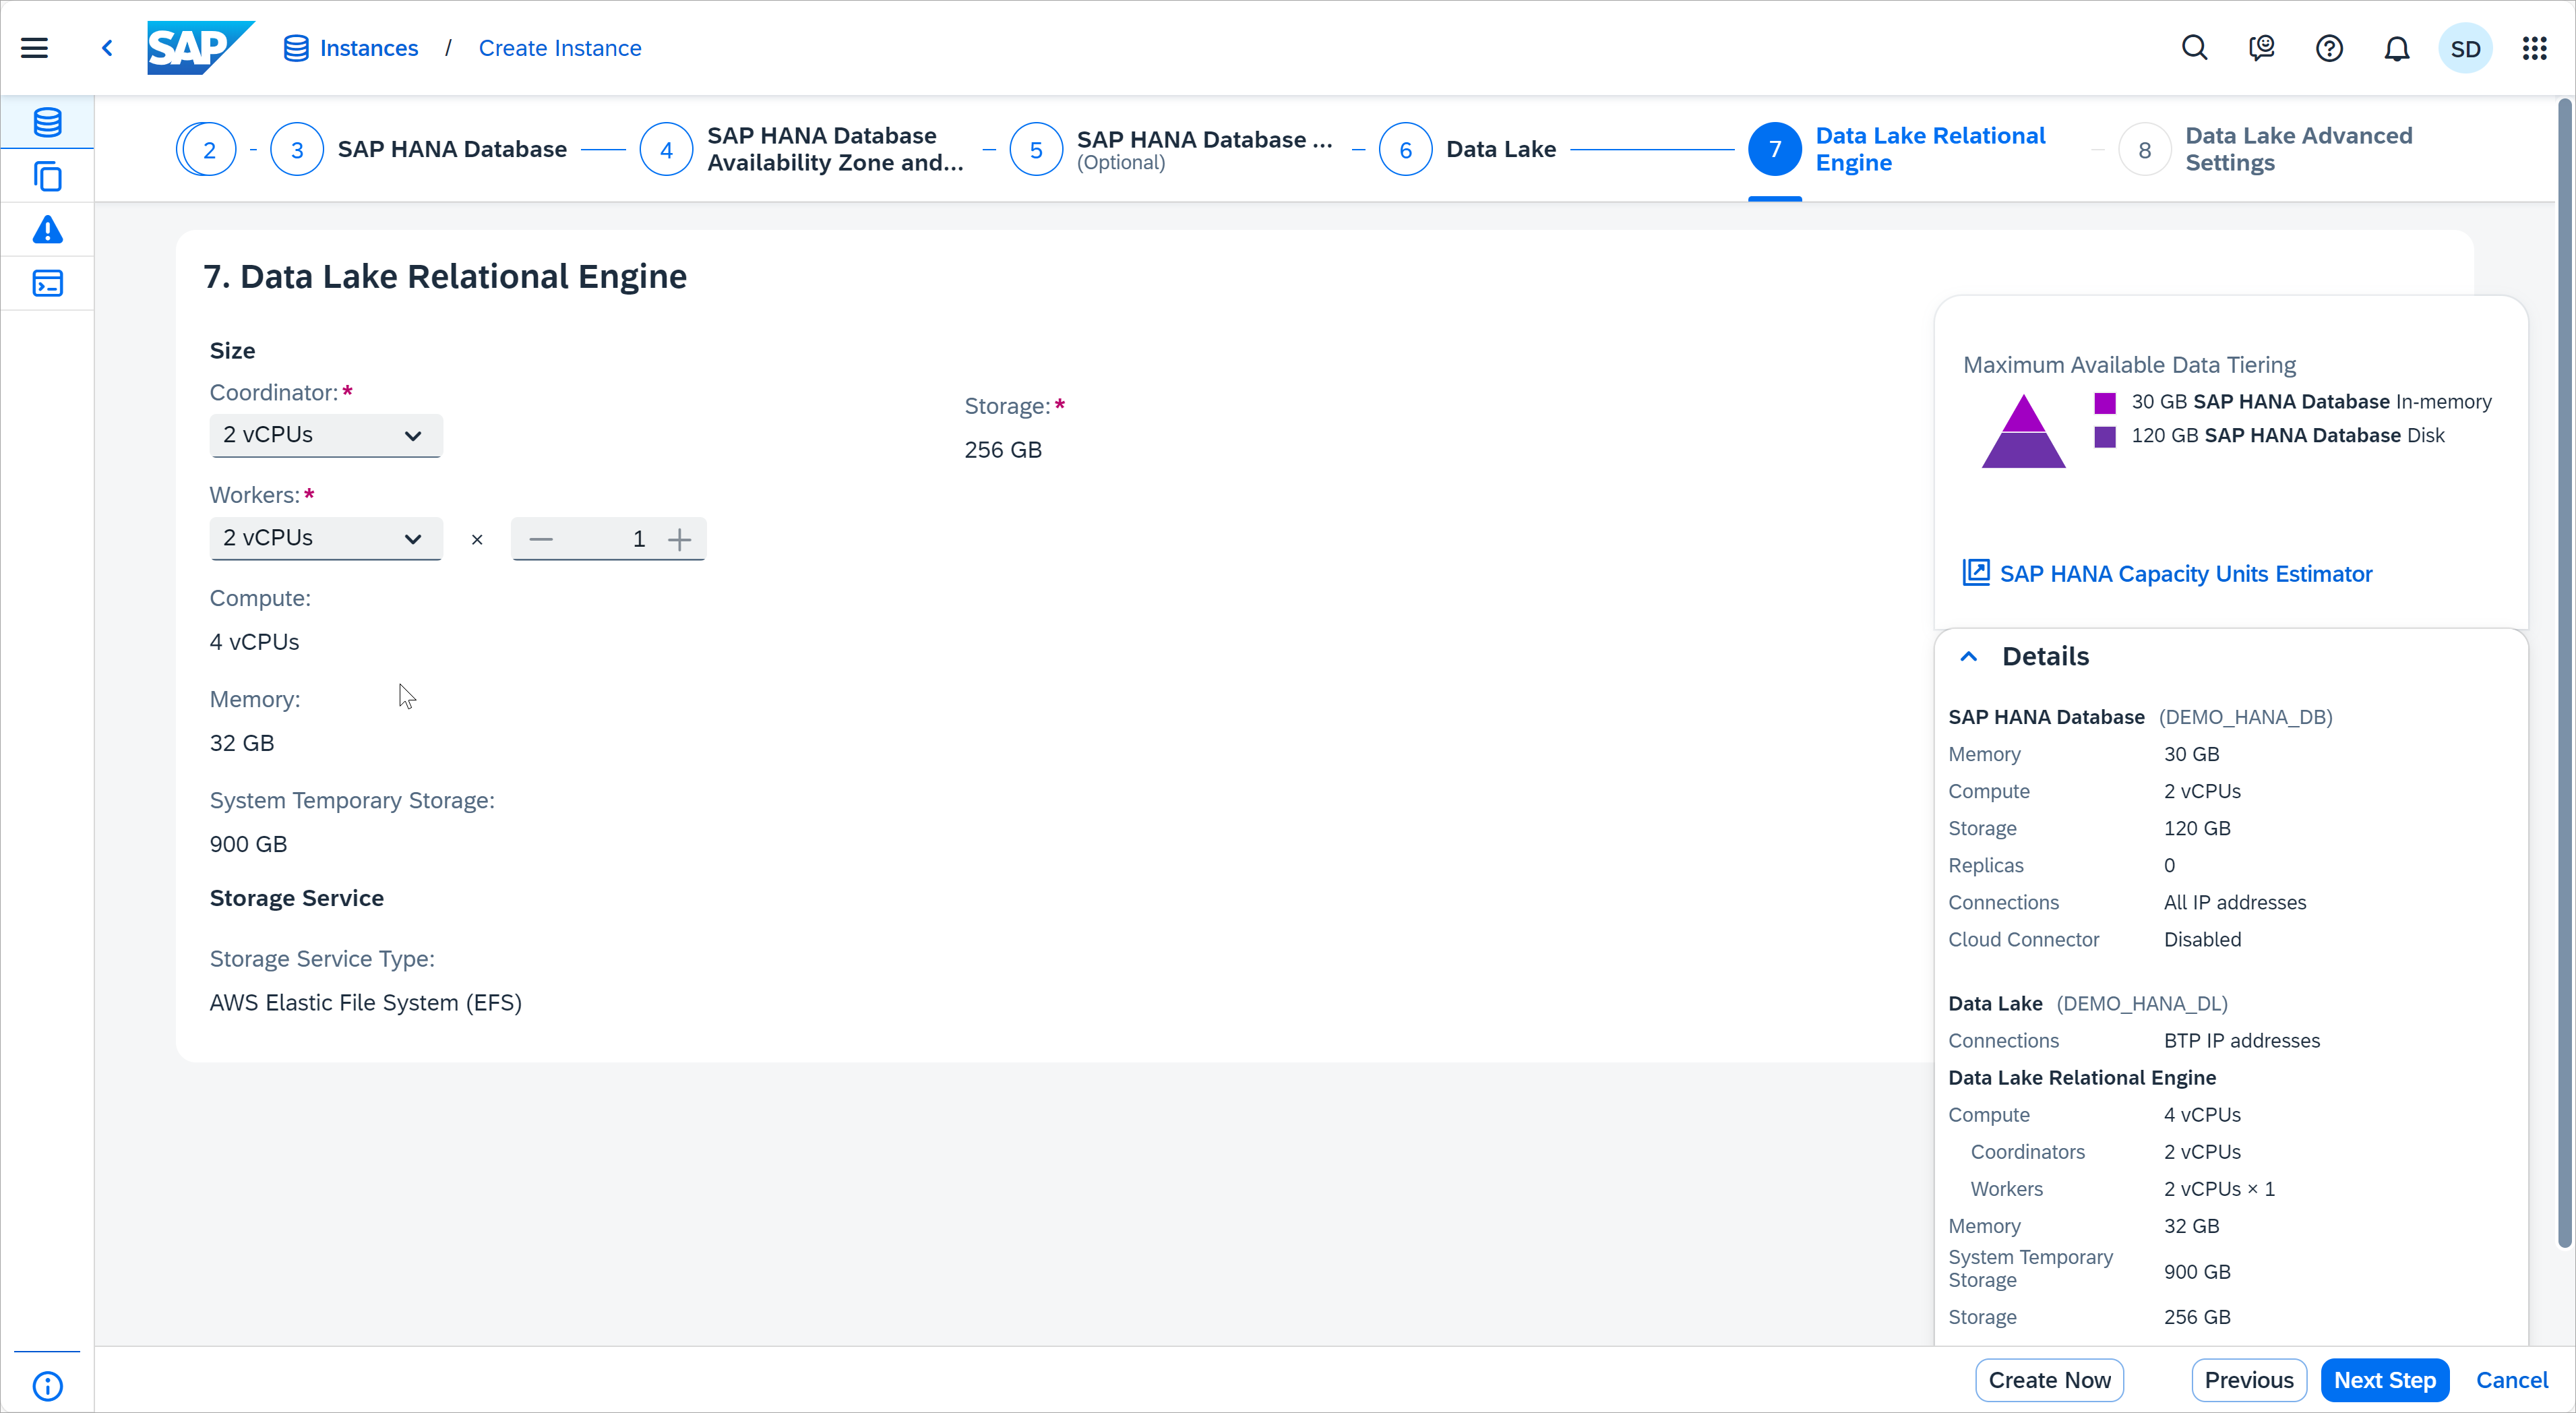 SAP
Instances / Create Instance
SD
2
3 SAP HANA Database
4 SAP HANA Database
Availability Zone and...
5 SAP HANA Database ...
(Optional)
6 Data Lake
7 Data Lake Relational
Engine
8 Data Lake Advanced
Settings
7. Data Lake Relational Engine
Size
Coordinator: *
2 vCPUs
Storage: *
256 GB
Workers: *
2 vCPUs × 1
Compute:
4 vCPUs
Memory:
32 GB
System Temporary Storage:
900 GB
Storage Service
Storage Service Type:
AWS Elastic File System (EFS)
Maximum Available Data Tiering
30 GB SAP HANA Database In-memory
120 GB SAP HANA Database Disk
SAP HANA Capacity Units Estimator
Details
SAP HANA Database (DEMO_HANA_DB)
Memory 30 GB
Compute 2 vCPUs
Storage 120 GB
Replicas 0
Connections All IP addresses
Cloud Connector Disabled
Data Lake (DEMO_HANA_DL)
Connections BTP IP addresses
Data Lake Relational Engine
Compute 4 vCPUs
Coordinators 2 vCPUs
Workers 2 vCPUs × 1
Memory 32 GB
System Temporary
Storage 900 GB
Storage 256 GB
Create Now Previous Next Step Cancel